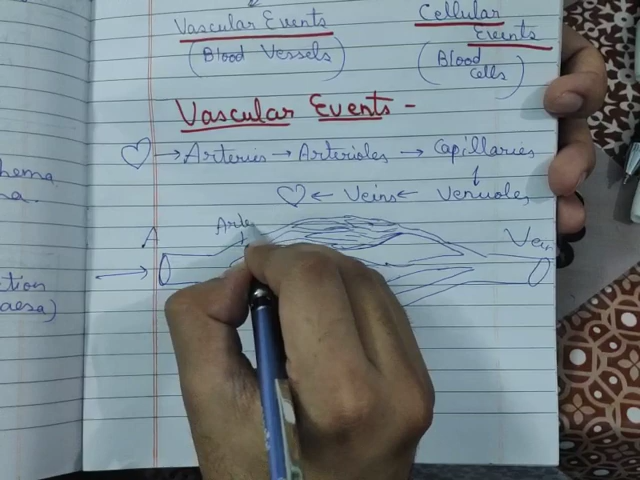 Vascular Events
(Blood Vessels)
Cellular
Events
(Blood
Cells)
Vascular Events -
♡ → Arteries → Arterioles → Capillaries
↓
♡ ← Veins ← Venules
Arte
A
Vein